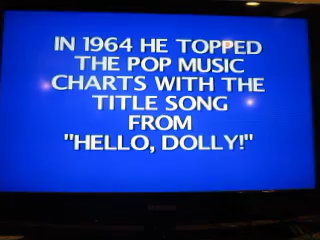 IN 1964 HE TOPPED
THE POP MUSIC
CHARTS WITH THE
TITLE SONG
FROM
"HELLO, DOLLY!"